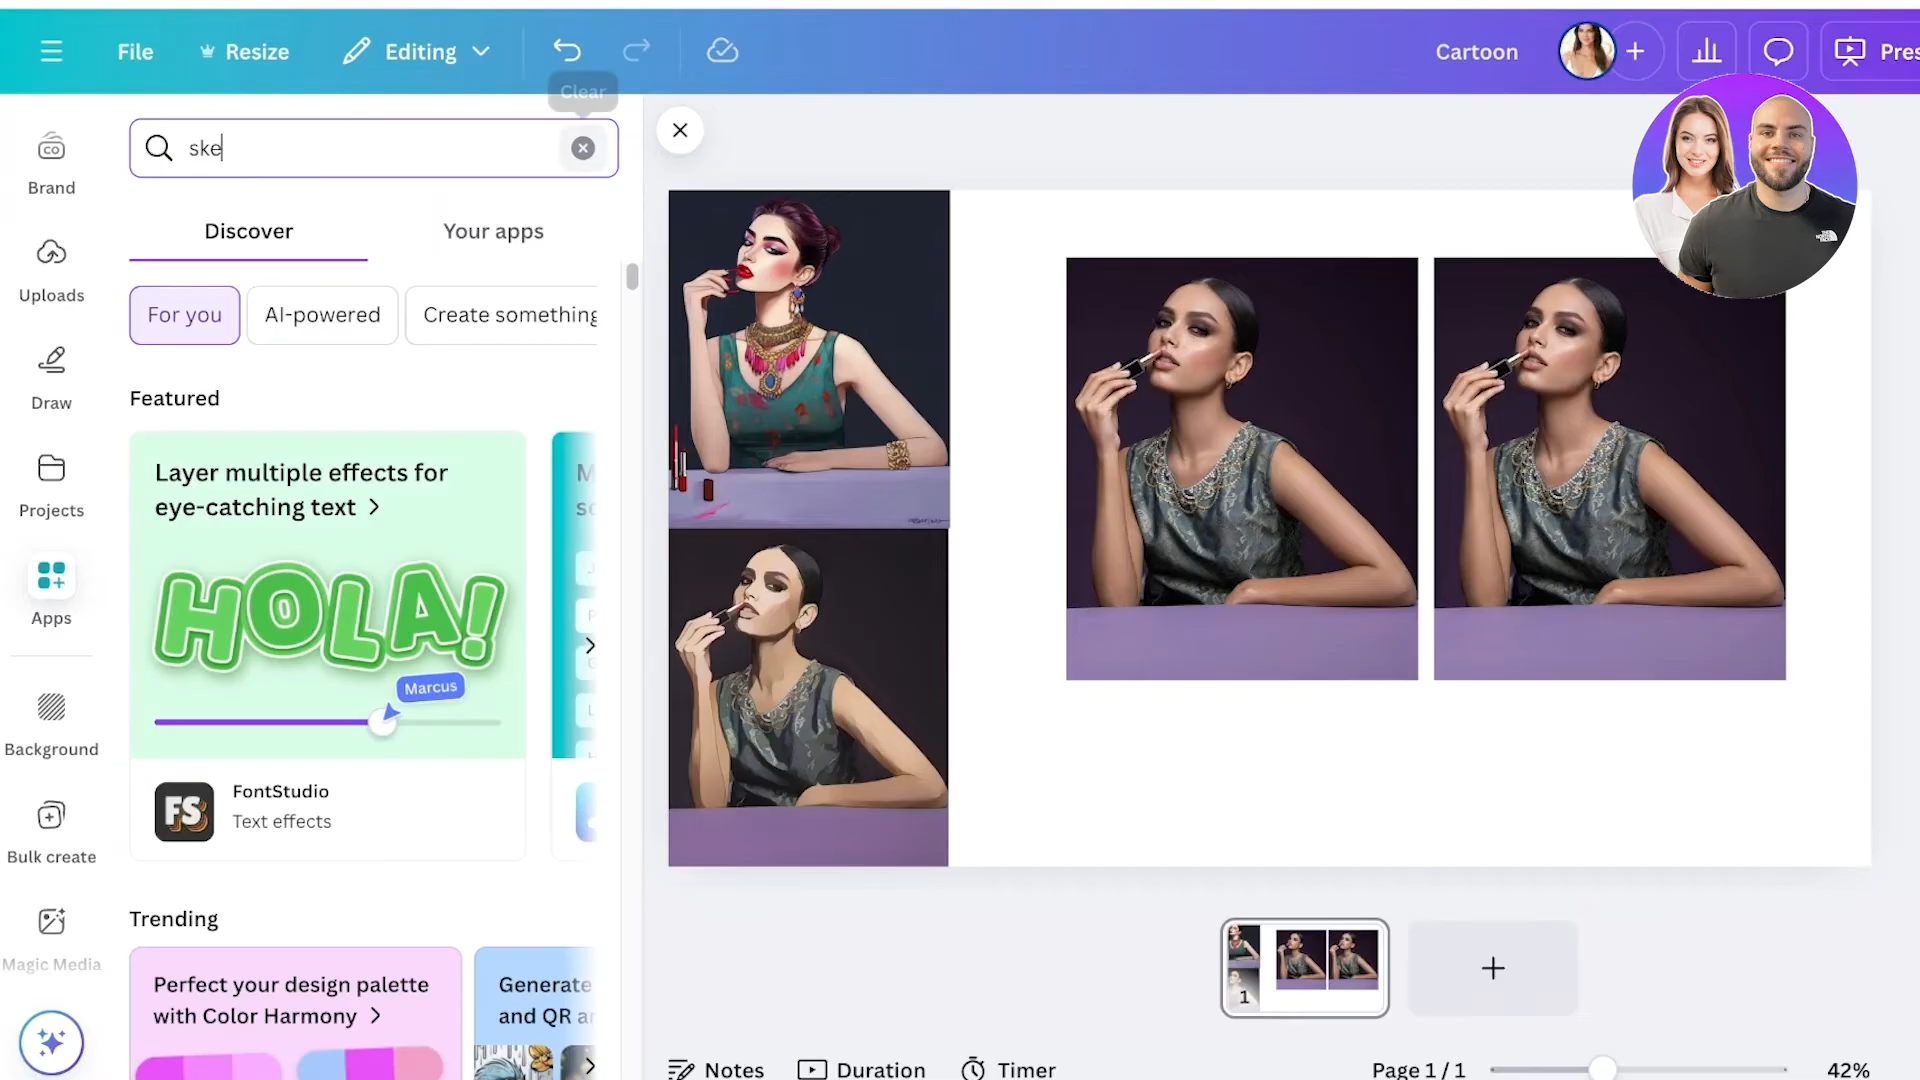 File
Resize
Editing
Cartoon
Pres
Clear
ske
Brand
Uploads
Draw
Projects
Apps
Background
Bulk create
Magic Media
Discover
Your apps
For you
AI-powered
Create something
Featured
Layer multiple effects for
eye-catching text
HOLA!
Marcus
FS
FontStudio
Text effects
Trending
Perfect your design palette
with Color Harmony
Generate
and QR
1
Notes
Duration
Timer
Page 1 / 1
42%